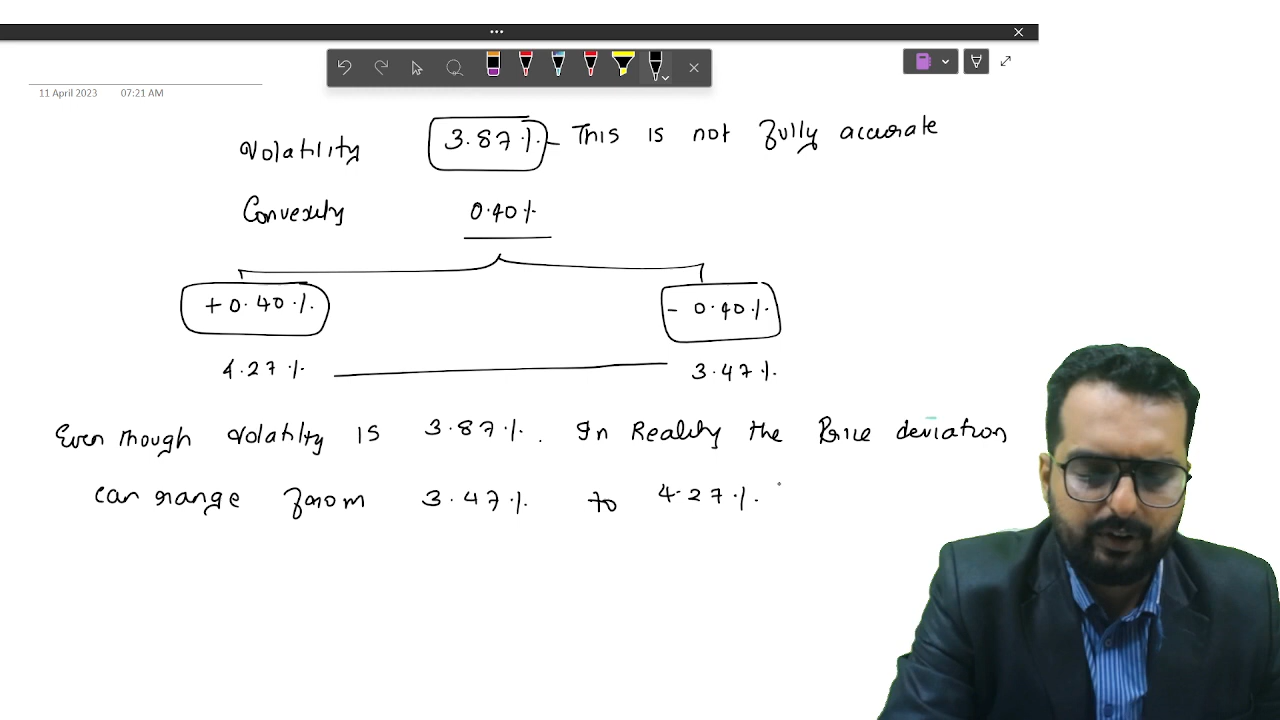 11 April 2023 07:21 AM
Volatility 3.87% This is not fully accurate
Convexity 0.40%
+0.40% - 0.40%
4.27% 3.47%
Even though volatility is 3.87%. In Reality the Price deviation
can range from 3.47% to 4.27%.